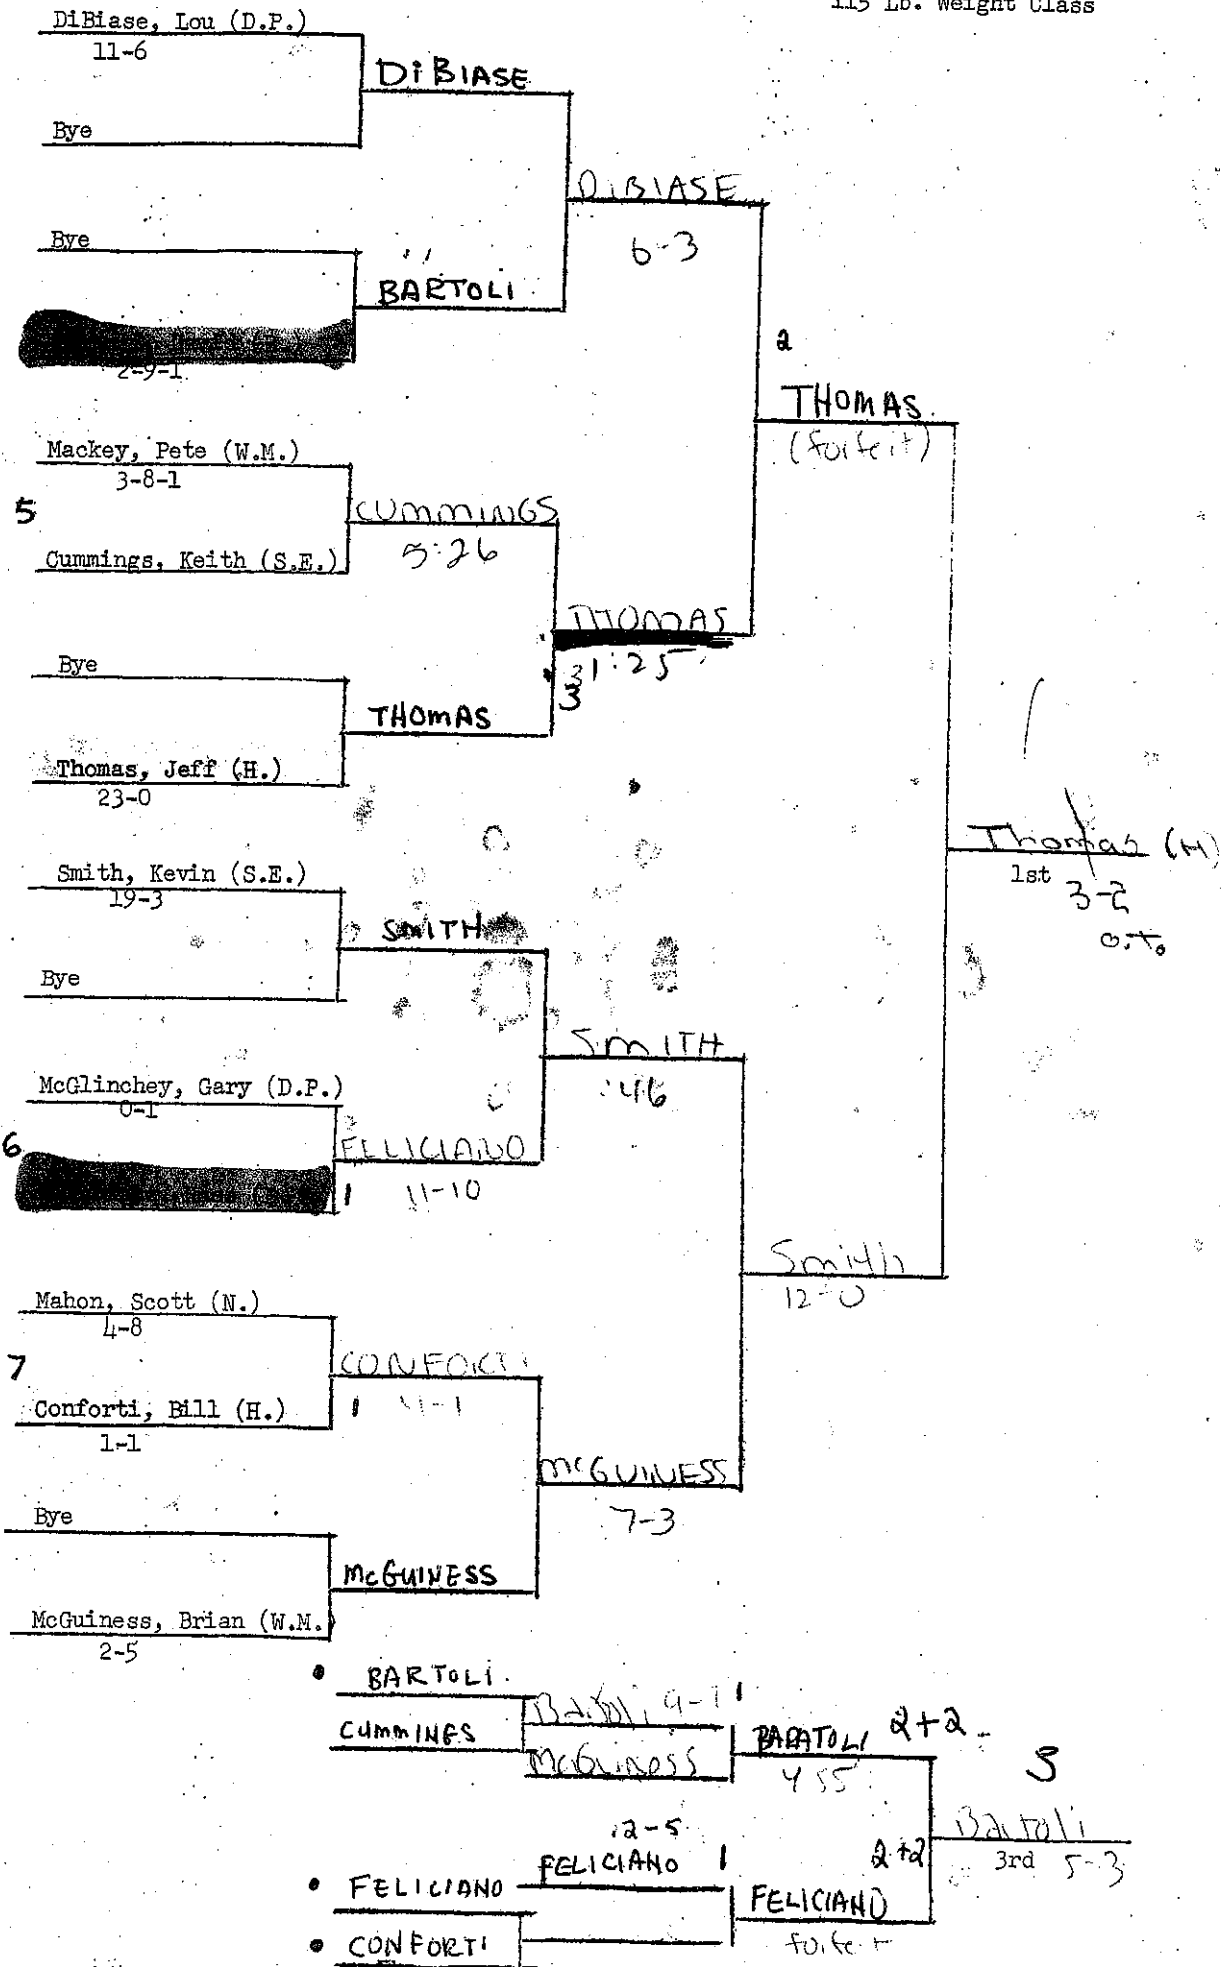 115 Lb. Weight Class
DiBiase, Lou (D.P.)
11-6
DiBIASE
Bye
DiBIASE
6-3
Bye
BARTOLI
2-9-1
2
THOMAS
(forfeit)
Mackey, Pete (W.M.)
3-8-1
5
CUMMINGS
5:26
Cummings, Keith (S.E.)
THOMAS
1:25
3
Bye
THOMAS
Thomas, Jeff (H.)
23-0
Thomas (H)
1st
3-2
O.T.
Smith, Kevin (S.E.)
19-3
SMITH
Bye
SMITH
:46
McGlinchey, Gary (D.P.)
0-1
6
FELICIANO
1 11-10
Smith
12-0
Mahon, Scott (N.)
4-8
7
CONFORTI
1
Conforti, Bill (H.)
1-1
McGUINESS
7-3
Bye
McGUINESS
McGuiness, Brian (W.M.)
2-5
BARTOLI
Bartoli 1
CUMMINGS
McGuiness
BARATOLI 2+2
4 55
Bartoli
3rd 5-3
2+2
12-5
FELICIANO 1
FELICIANO
FELICIANO
forfeit
CONFORTI